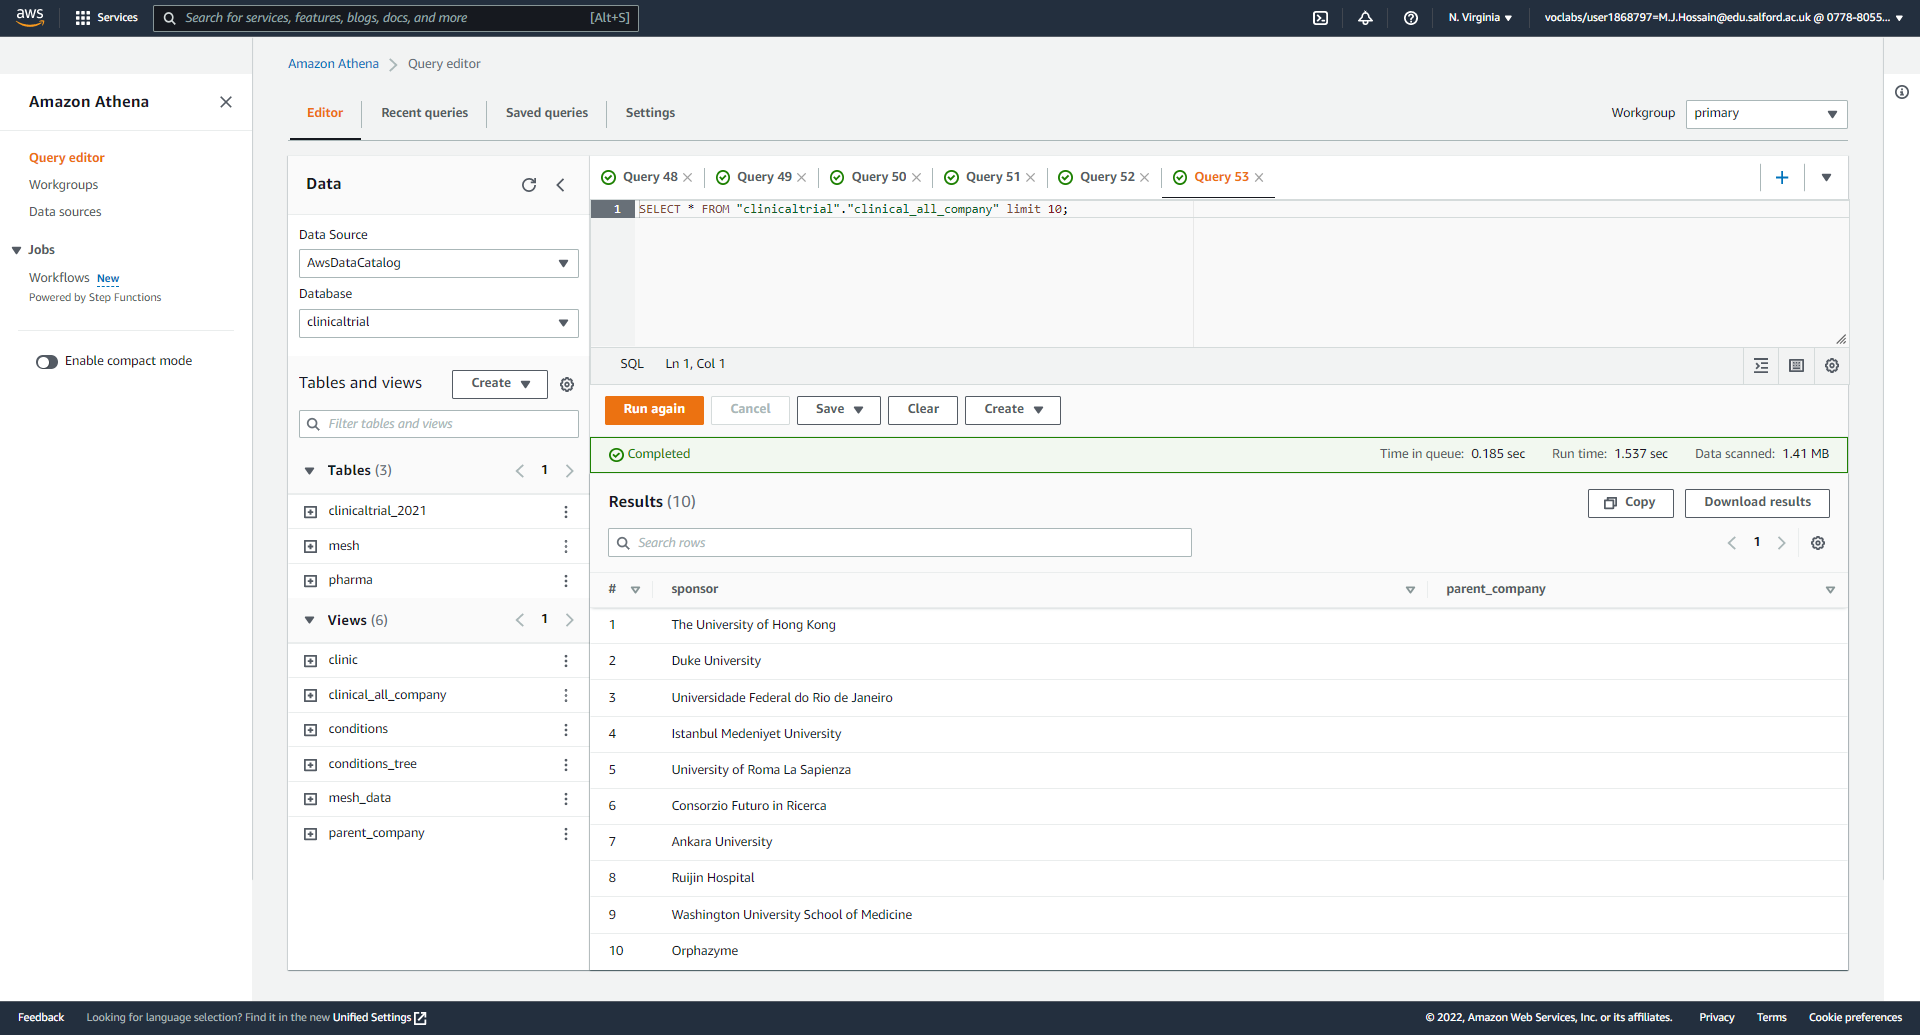 aws Services Search for services, features, blogs, docs, and more [Alt+S] N. Virginia voclabs/user1868797=M.J.Hossain@edu.salford.ac.uk @ 0778-8055...
Amazon Athena Query editor
Amazon Athena
Query editor
Workgroups
Data sources
Jobs
Workflows New
Powered by Step Functions
Enable compact mode
Editor Recent queries Saved queries Settings Workgroup primary
Data
Data Source
AwsDataCatalog
Database
clinicaltrial
Tables and views Create
Filter tables and views
Tables (3) 1
clinicaltrial_2021
mesh
pharma
Views (6) 1
clinic
clinical_all_company
conditions
conditions_tree
mesh_data
parent_company
Query 48 Query 49 Query 50 Query 51 Query 52 Query 53
1 SELECT * FROM "clinicaltrial"."clinical_all_company" limit 10;
SQL Ln 1, Col 1
Run again Cancel Save Clear Create
Completed Time in queue: 0.185 sec Run time: 1.537 sec Data scanned: 1.41 MB
Results (10) Copy Download results
Search rows 1
# sponsor parent_company
1 The University of Hong Kong
2 Duke University
3 Universidade Federal do Rio de Janeiro
4 Istanbul Medeniyet University
5 University of Roma La Sapienza
6 Consorzio Futuro in Ricerca
7 Ankara University
8 Ruijin Hospital
9 Washington University School of Medicine
10 Orphazyme
Feedback Looking for language selection? Find it in the new Unified Settings © 2022, Amazon Web Services, Inc. or its affiliates. Privacy Terms Cookie preferences